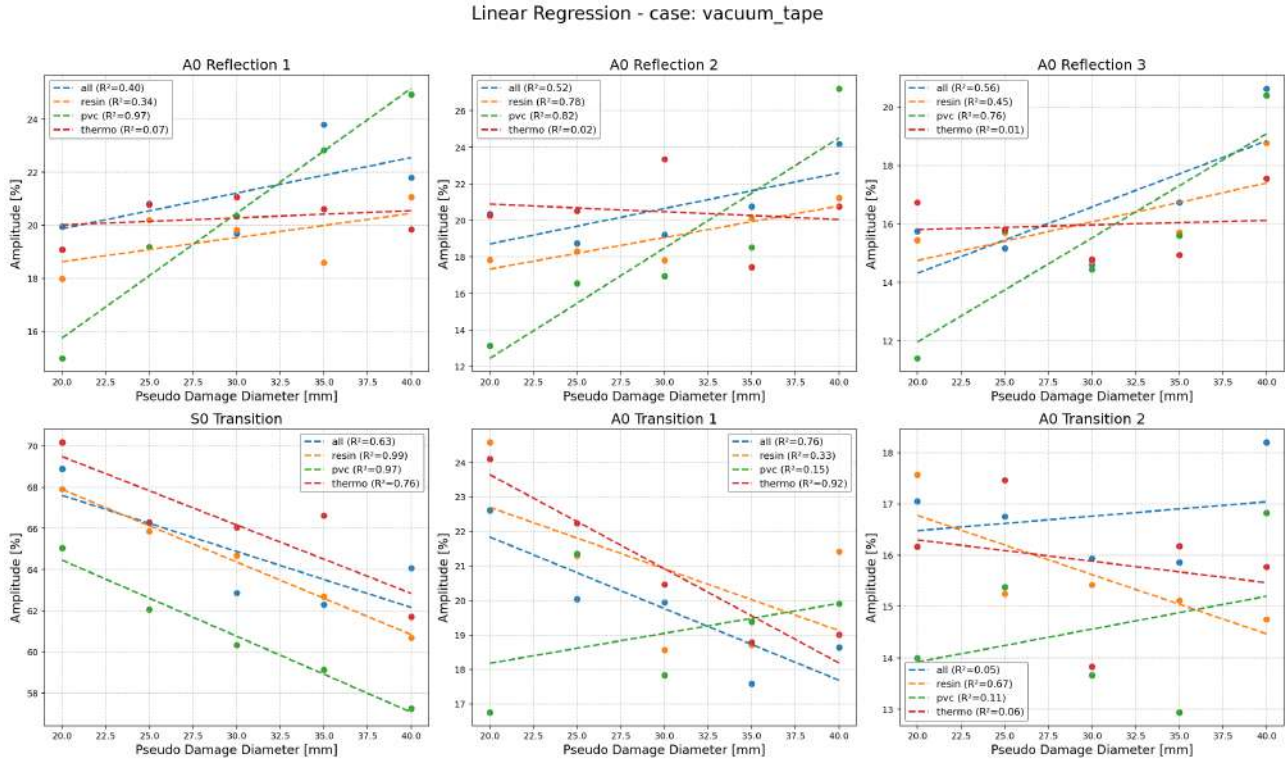 Linear Regression - case: vacuum_tape
A0 Reflection 1
all (R²=0.40)
resin (R²=0.34)
pvc (R²=0.97)
thermo (R²=0.07)
Amplitude [%]
24
22
20
18
16
20.0 22.5 25.0 27.5 30.0 32.5 35.0 37.5 40.0
Pseudo Damage Diameter [mm]
A0 Reflection 2
all (R²=0.52)
resin (R²=0.78)
pvc (R²=0.82)
thermo (R²=0.02)
Amplitude [%]
26
24
22
20
18
16
14
12
20.0 22.5 25.0 27.5 30.0 32.5 35.0 37.5 40.0
Pseudo Damage Diameter [mm]
A0 Reflection 3
all (R²=0.56)
resin (R²=0.45)
pvc (R²=0.76)
thermo (R²=0.01)
Amplitude [%]
20
18
16
14
12
20.0 22.5 25.0 27.5 30.0 32.5 35.0 37.5 40.0
Pseudo Damage Diameter [mm]
S0 Transition
all (R²=0.63)
resin (R²=0.99)
pvc (R²=0.97)
thermo (R²=0.76)
Amplitude [%]
70
68
66
64
62
60
58
20.0 22.5 25.0 27.5 30.0 32.5 35.0 37.5 40.0
Pseudo Damage Diameter [mm]
A0 Transition 1
all (R²=0.76)
resin (R²=0.33)
pvc (R²=0.15)
thermo (R²=0.92)
Amplitude [%]
24
23
22
21
20
19
18
17
20.0 22.5 25.0 27.5 30.0 32.5 35.0 37.5 40.0
Pseudo Damage Diameter [mm]
A0 Transition 2
Amplitude [%]
18
17
16
15
14
13
all (R²=0.05)
resin (R²=0.67)
pvc (R²=0.11)
thermo (R²=0.06)
20.0 22.5 25.0 27.5 30.0 32.5 35.0 37.5 40.0
Pseudo Damage Diameter [mm]